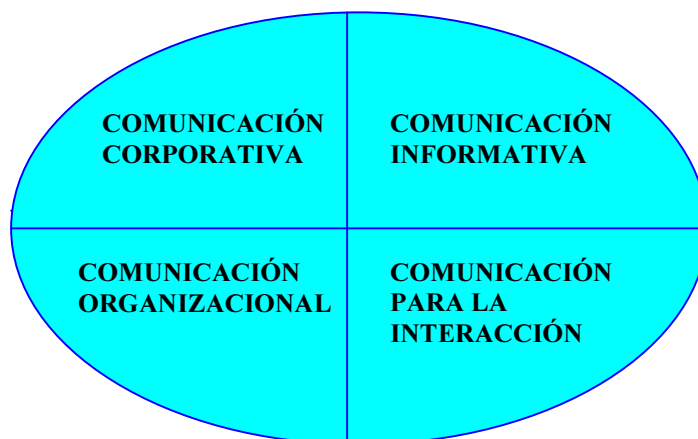 COMUNICACIÓN
CORPORATIVA
COMUNICACIÓN
INFORMATIVA
COMUNICACIÓN
ORGANIZACIONAL
COMUNICACIÓN
PARA LA
INTERACCIÓN